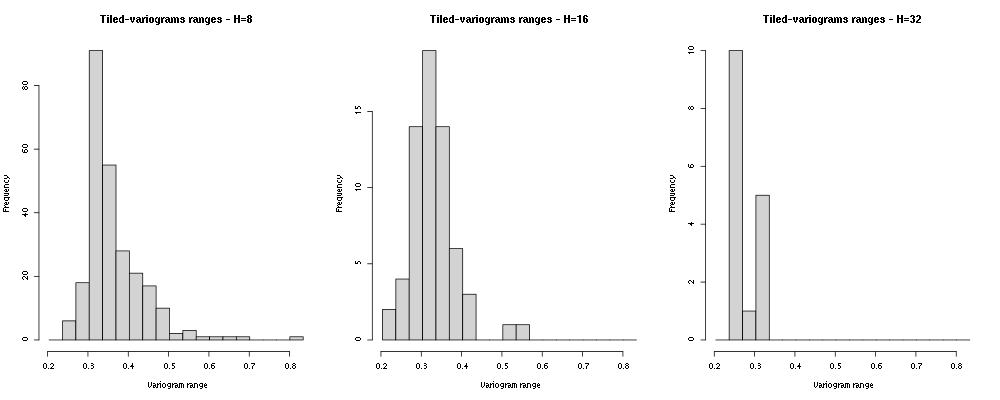 Tiled-variograms ranges - H=8
Frequency
0
20
40
60
80
0.2 0.3 0.4 0.5 0.6 0.7 0.8
Variogram range
Tiled-variograms ranges - H=16
Frequency
0
5
10
15
0.2 0.3 0.4 0.5 0.6 0.7 0.8
Variogram range
Tiled-variograms ranges - H=32
Frequency
0
2
4
6
8
10
0.2 0.3 0.4 0.5 0.6 0.7 0.8
Variogram range